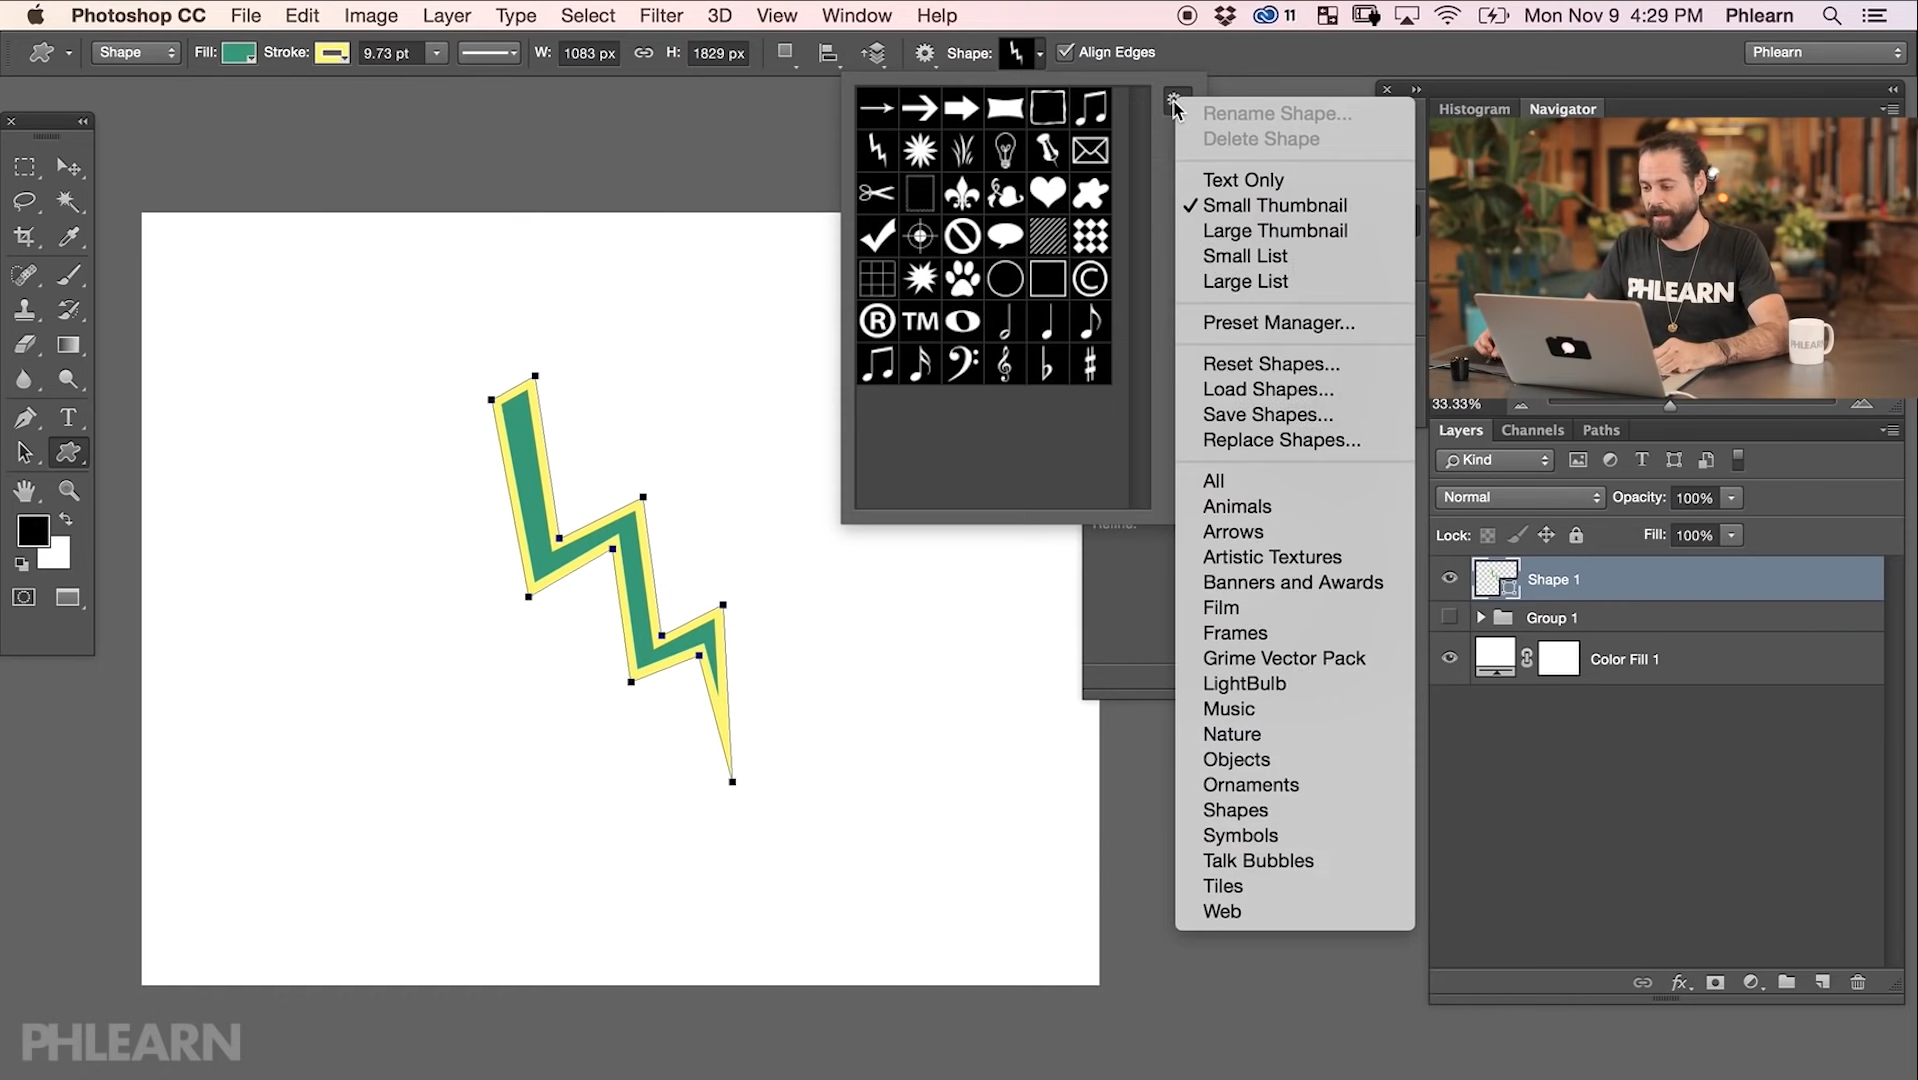 Photoshop CC File Edit Image Layer Type Select Filter 3D View Window Help 11 Mon Nov 9 4:29 PM Phlearn
Shape Fill: Stroke: 9.73 pt W: 1083 px H: 1829 px Shape: Align Edges Phlearn
Histogram Navigator
Rename Shape...
Delete Shape
Text Only
✓ Small Thumbnail
Large Thumbnail
Small List
Large List
Preset Manager...
Reset Shapes...
Load Shapes...
Save Shapes...
Replace Shapes...
All
Animals
Arrows
Artistic Textures
Banners and Awards
Film
Frames
Grime Vector Pack
LightBulb
Music
Nature
Objects
Ornaments
Shapes
Symbols
Talk Bubbles
Tiles
Web
©
® TM
T
PHLEARN
PHLEARN
33.33%
Layers Channels Paths
Kind T
Normal Opacity: 100%
Lock: Fill: 100%
Shape 1
Group 1
Color Fill 1
fx
PHLEARN